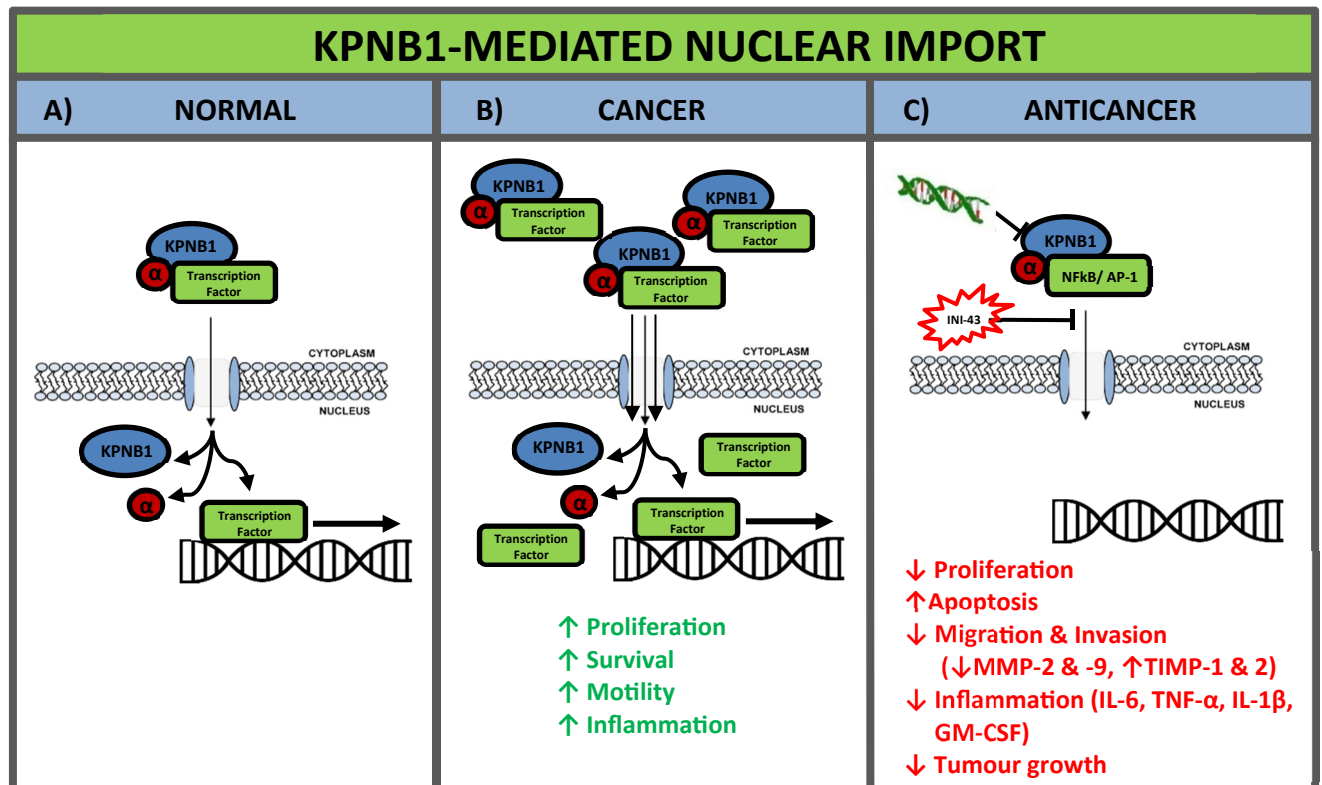 KPNB1-MEDIATED NUCLEAR IMPORT
A) NORMAL
KPNB1
α
Transcription
Factor
CYTOPLASM
NUCLEUS
KPNB1
α
Transcription
Factor
B) CANCER
KPNB1
α
Transcription
Factor
KPNB1
α
Transcription
Factor
KPNB1
α
Transcription
Factor
CYTOPLASM
NUCLEUS
KPNB1
Transcription
Factor
α
Transcription
Factor
Transcription
Factor
↑ Proliferation
↑ Survival
↑ Motility
↑ Inflammation
C) ANTICANCER
KPNB1
α
NFkB/ AP-1
INI-43
CYTOPLASM
NUCLEUS
↓ Proliferation
↑Apoptosis
↓ Migration & Invasion
(↓MMP-2 & -9, ↑TIMP-1 & 2)
↓ Inflammation (IL-6, TNF-α, IL-1β,
GM-CSF)
↓ Tumour growth